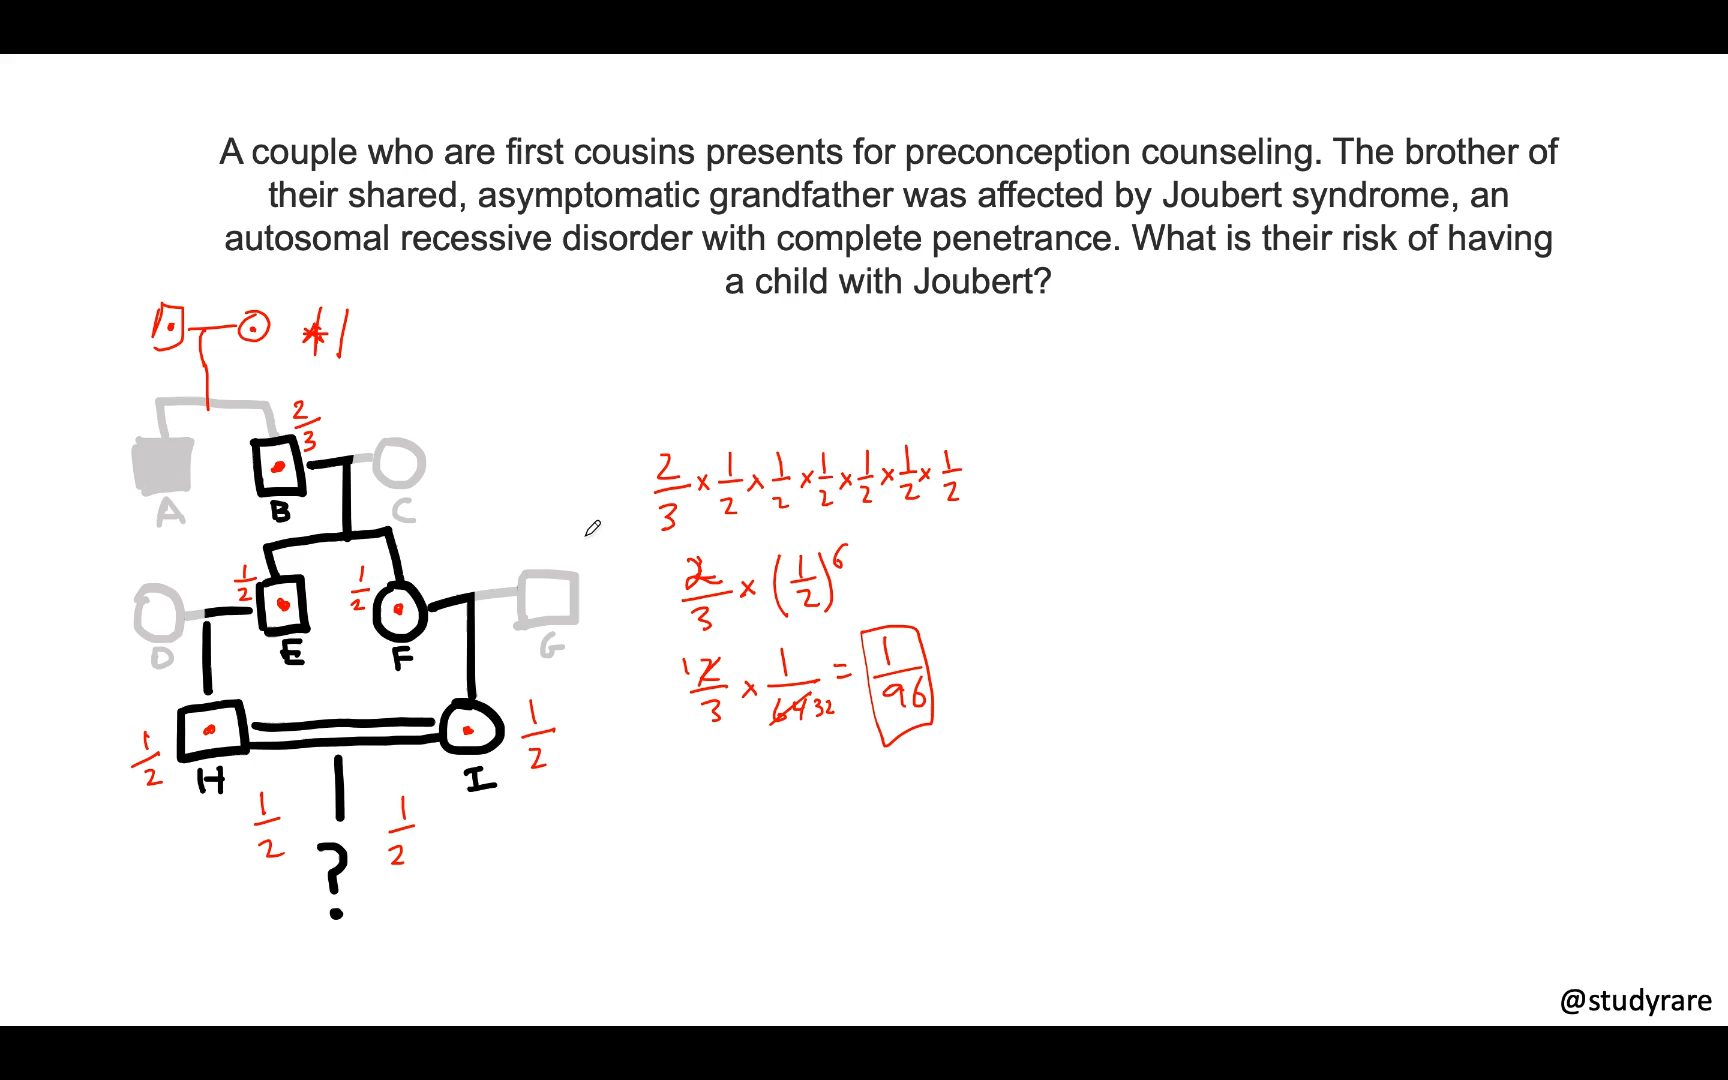 A couple who are first cousins presents for preconception counseling. The brother of
their shared, asymptomatic grandfather was affected by Joubert syndrome, an
autosomal recessive disorder with complete penetrance. What is their risk of having
a child with Joubert?
*1
2/3
A
B
C
2/3 × 1/2 × 1/2 × 1/2 × 1/2 × 1/2 × 1/2
1/2
1/2
2/3 × (1/2)^6
D
E
F
G
12/3 × 1/64 32 = 1/96
1/2
H
I
1/2
1/2
1/2
?
@studyrare